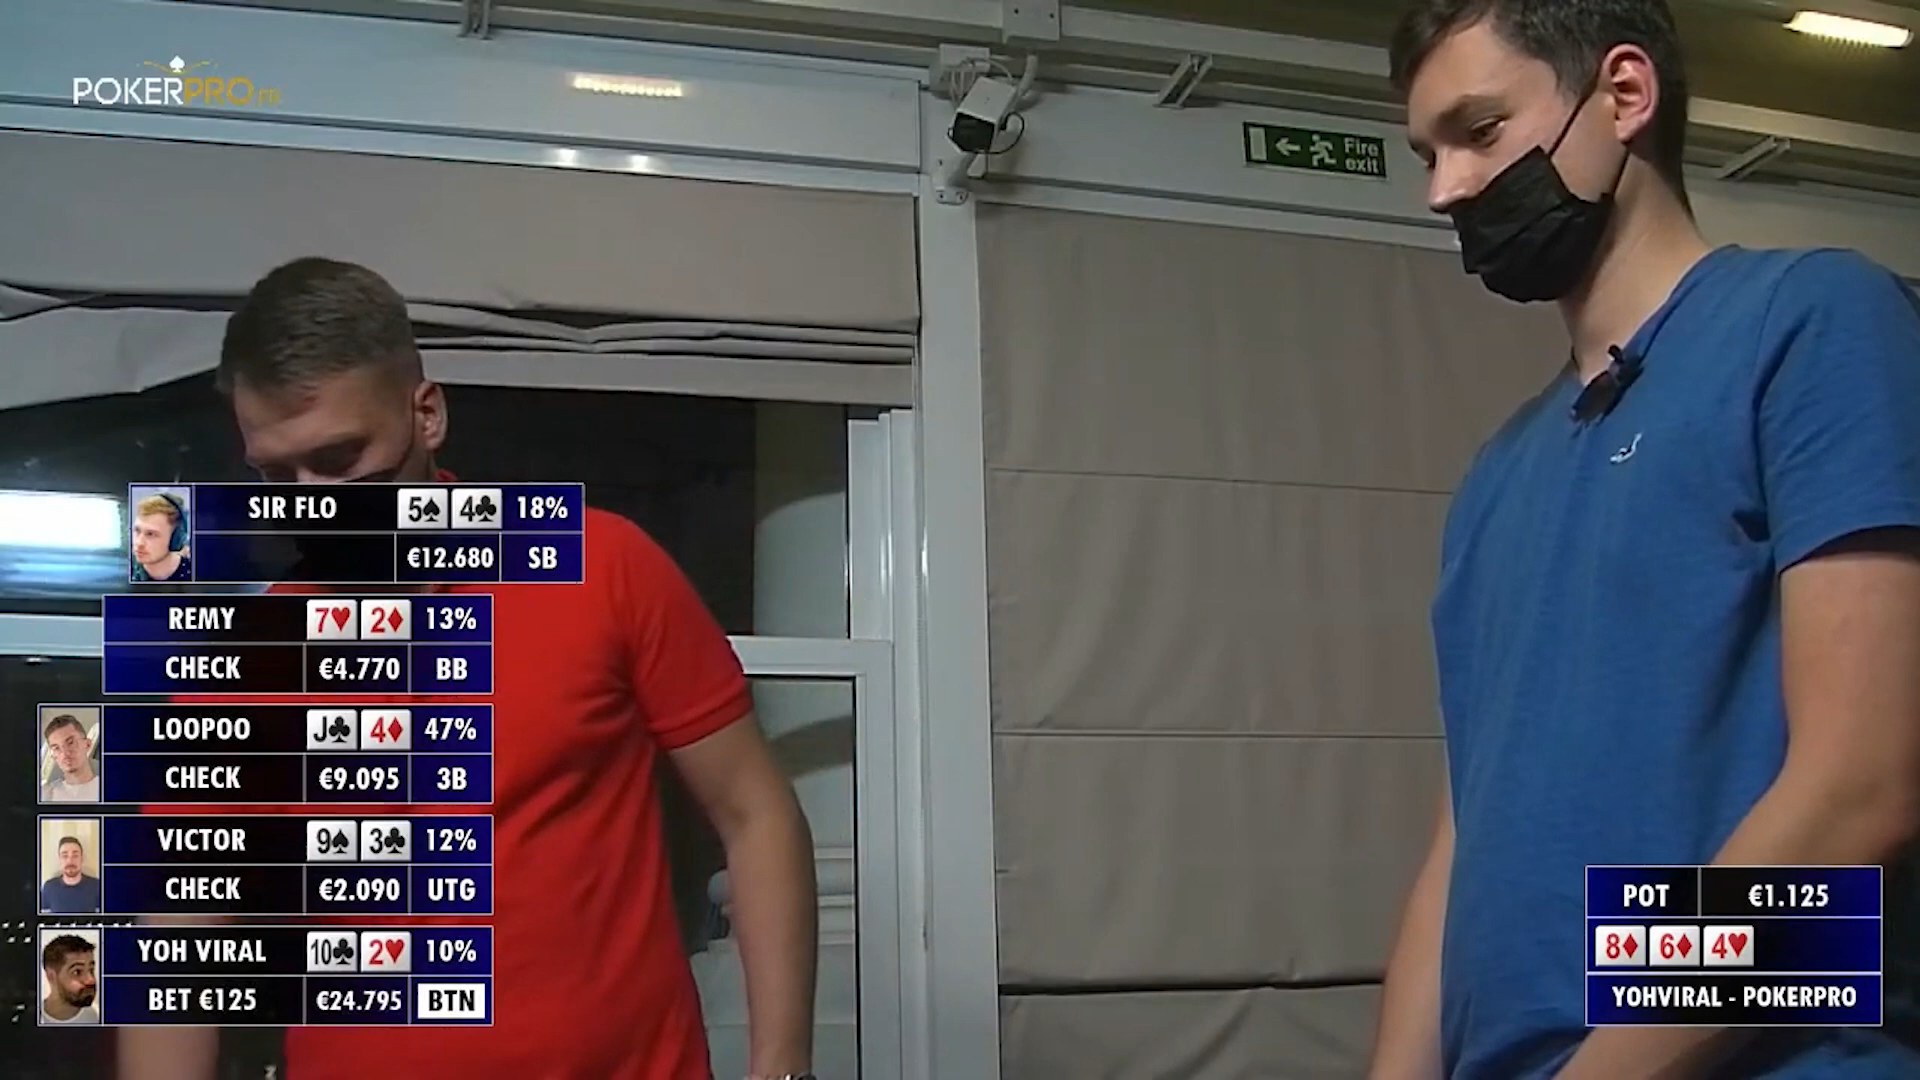 POKERPRO.FR
Fire
exit
SIR FLO 5♠ 4♣ 18%
€12.680 SB
REMY 7♥ 2♦ 13%
CHECK €4.770 BB
LOOPOO J♣ 4♦ 47%
CHECK €9.095 3B
VICTOR 9♠ 3♣ 12%
CHECK €2.090 UTG
YOH VIRAL 10♣ 2♥ 10%
BET €125 €24.795 BTN
POT €1.125
8♦ 6♦ 4♥
YOHVIRAL - POKERPRO